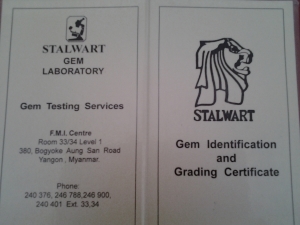 STALWART
GEM
LABORATORY
Gem Testing Services
F.M.I. Centre
Room 33/34 Level 1
380, Bogyoke Aung San Road
Yangon , Myanmar.
Phone:
240 376, 246 788,246 900,
240 401 Ext. 33,34
STALWART
Gem Identification
and
Grading Certificate